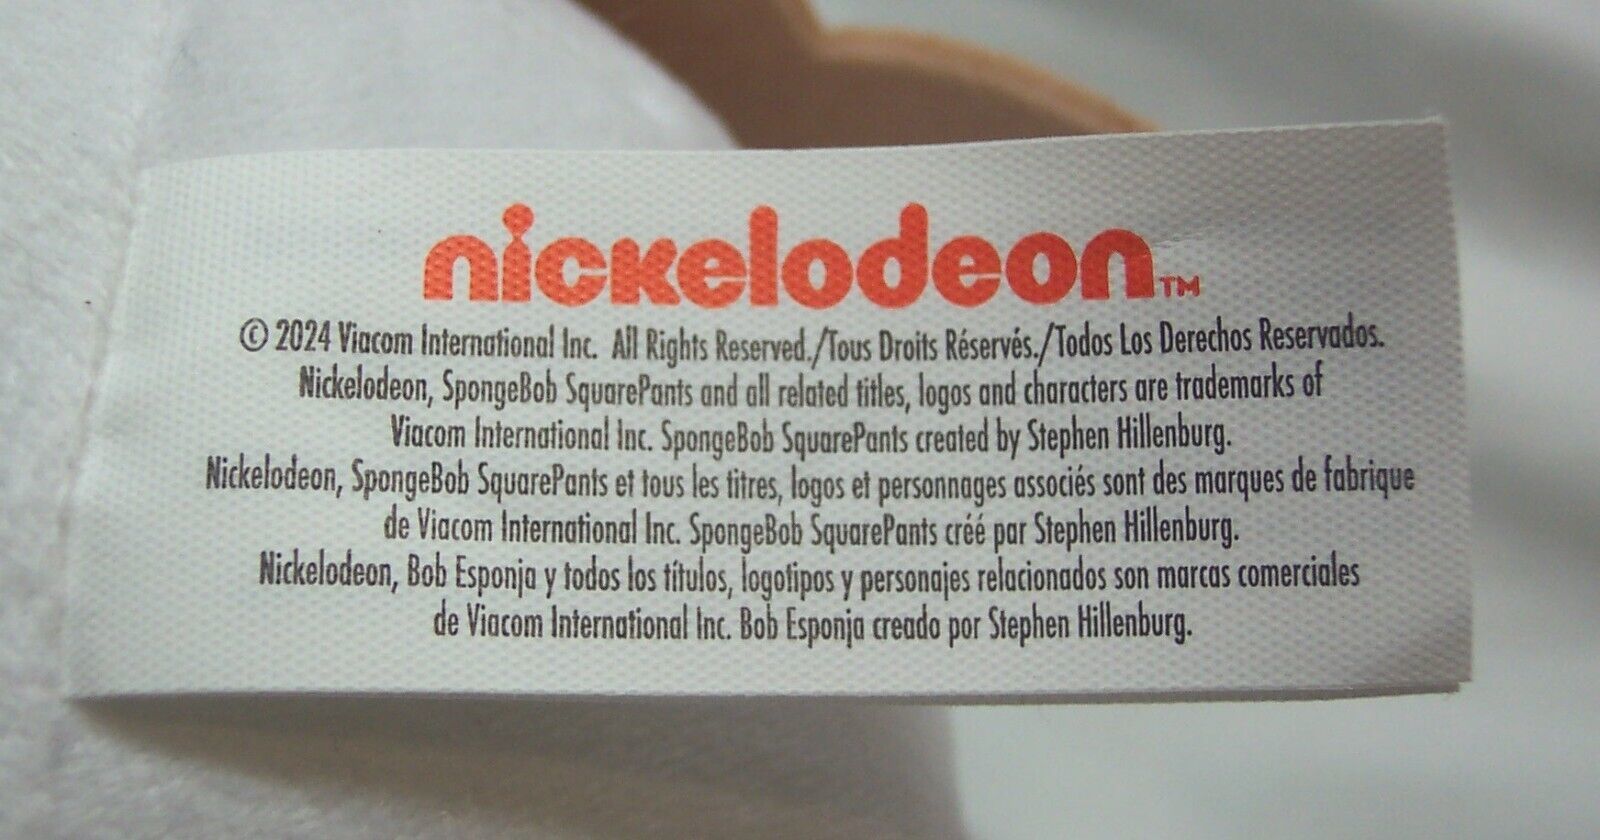 nickelodeon™
© 2024 Viacom International Inc. All Rights Reserved./Tous Droits Réservés./Todos Los Derechos Reservados.
Nickelodeon, SpongeBob SquarePants and all related titles, logos and characters are trademarks of
Viacom International Inc. SpongeBob SquarePants created by Stephen Hillenburg.
Nickelodeon, SpongeBob SquarePants et tous les titres, logos et personnages associés sont des marques de fabrique
de Viacom International Inc. SpongeBob SquarePants créé par Stephen Hillenburg.
Nickelodeon, Bob Esponja y todos los títulos, logotipos y personajes relacionados son marcas comerciales
de Viacom International Inc. Bob Esponja creado por Stephen Hillenburg.